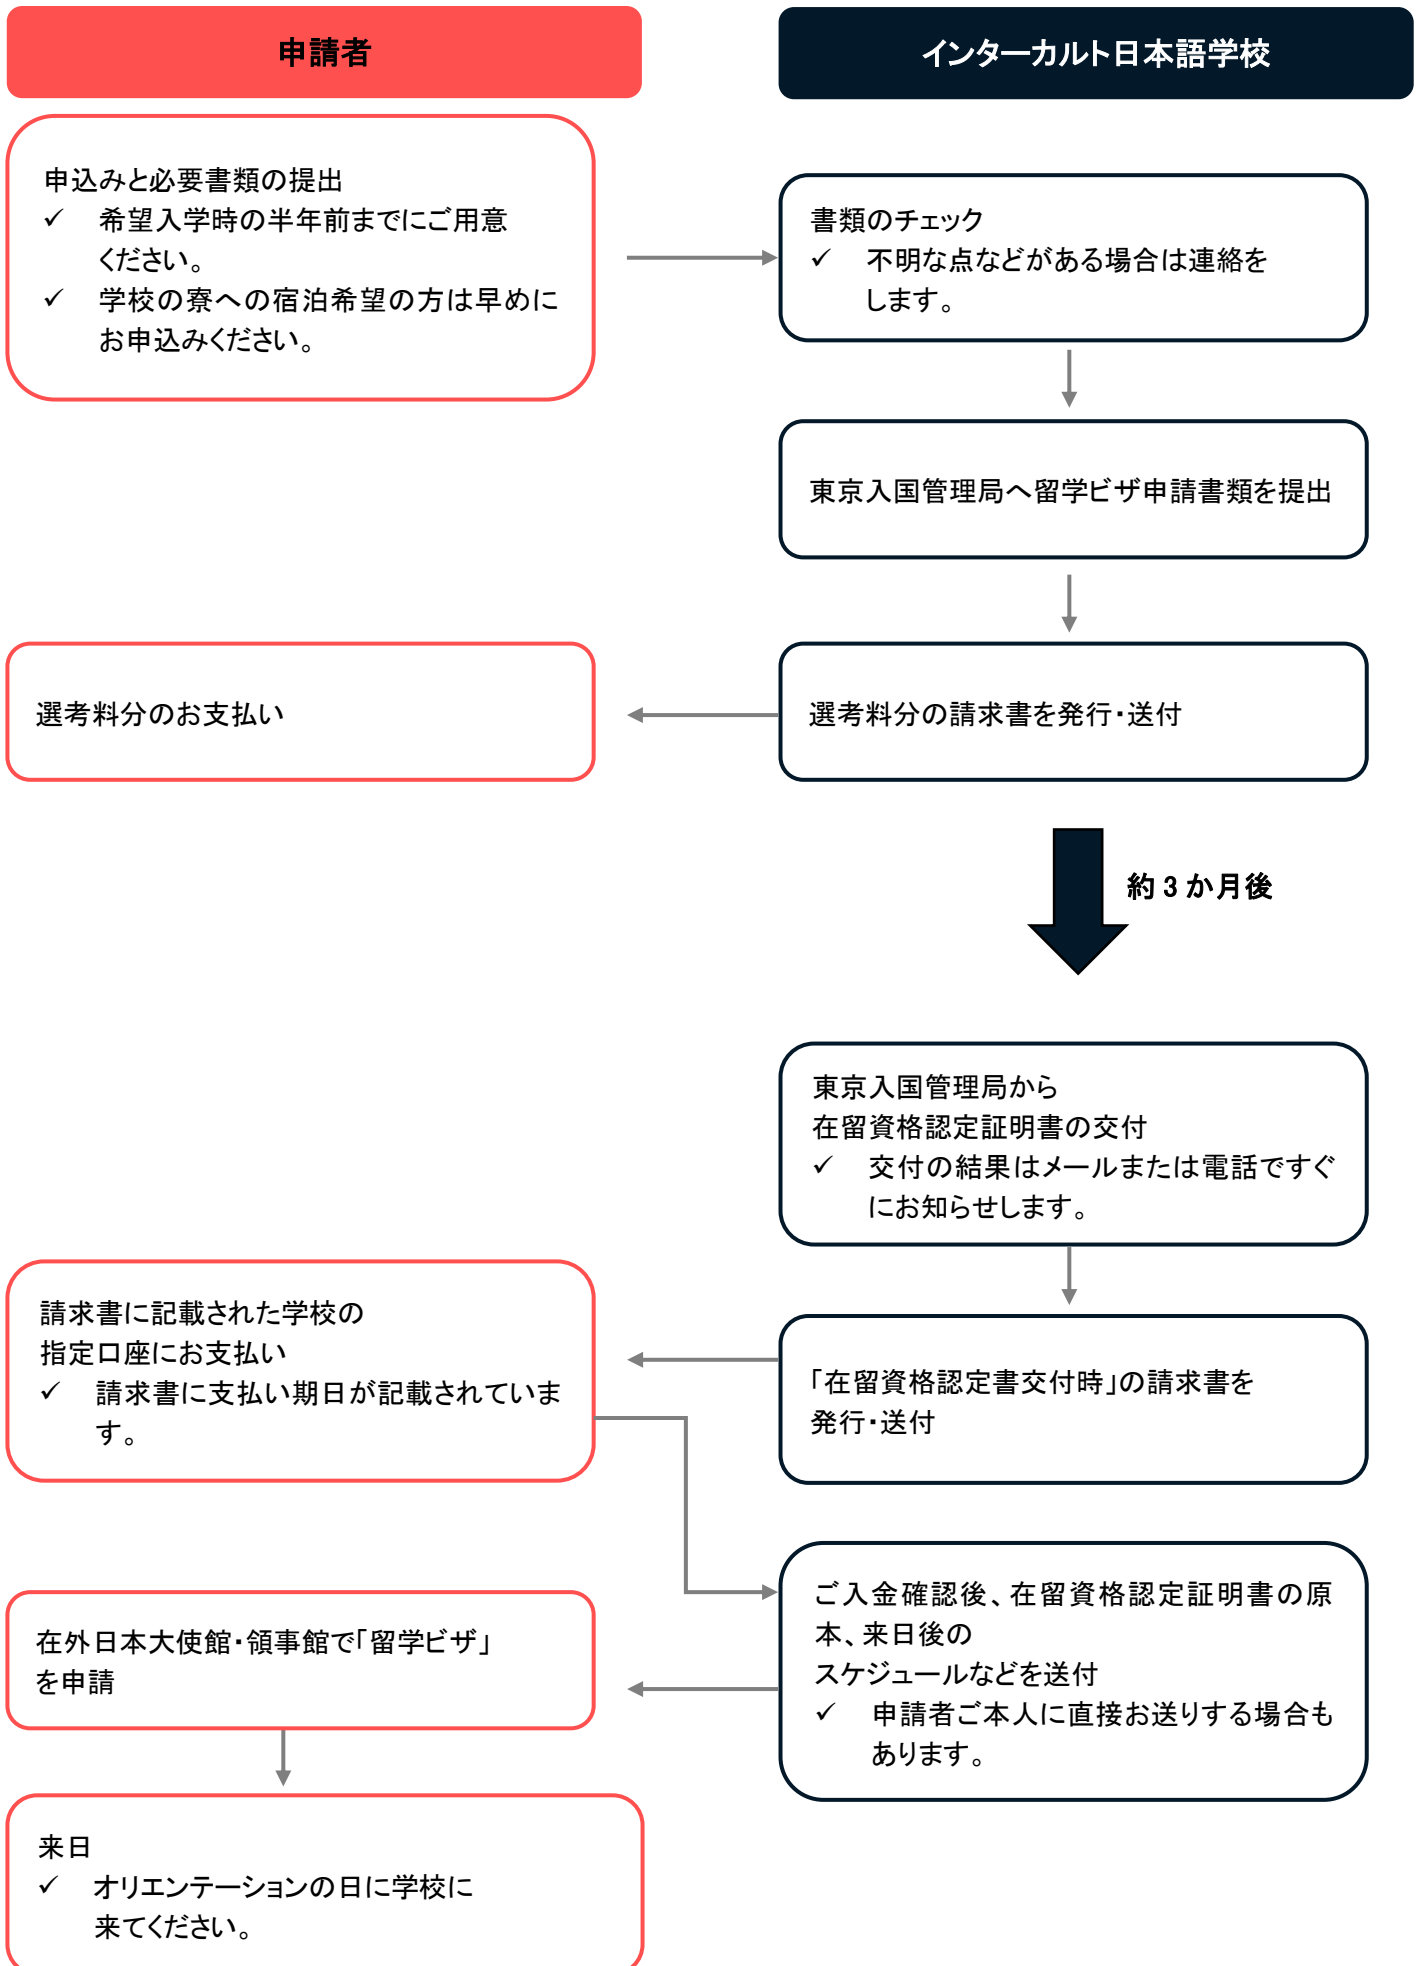 申請者
インターカルト日本語学校
申込みと必要書類の提出
✓ 希望入学時の半年前までにご用意
ください。
✓ 学校の寮への宿泊希望の方は早めに
お申込みください。
書類のチェック
✓ 不明な点などがある場合は連絡を
します。
東京入国管理局へ留学ビザ申請書類を提出
選考料分のお支払い
選考料分の請求書を発行・送付
約 3 か月後
東京入国管理局から
在留資格認定証明書の交付
✓ 交付の結果はメールまたは電話ですぐ
にお知らせします。
請求書に記載された学校の
指定口座にお支払い
✓ 請求書に支払い期日が記載されていま
す。
「在留資格認定書交付時」の請求書を
発行・送付
ご入金確認後、在留資格認定証明書の原
本、来日後の
スケジュールなどを送付
✓ 申請者ご本人に直接お送りする場合も
あります。
在外日本大使館・領事館で「留学ビザ」
を申請
来日
✓ オリエンテーションの日に学校に
来てください。